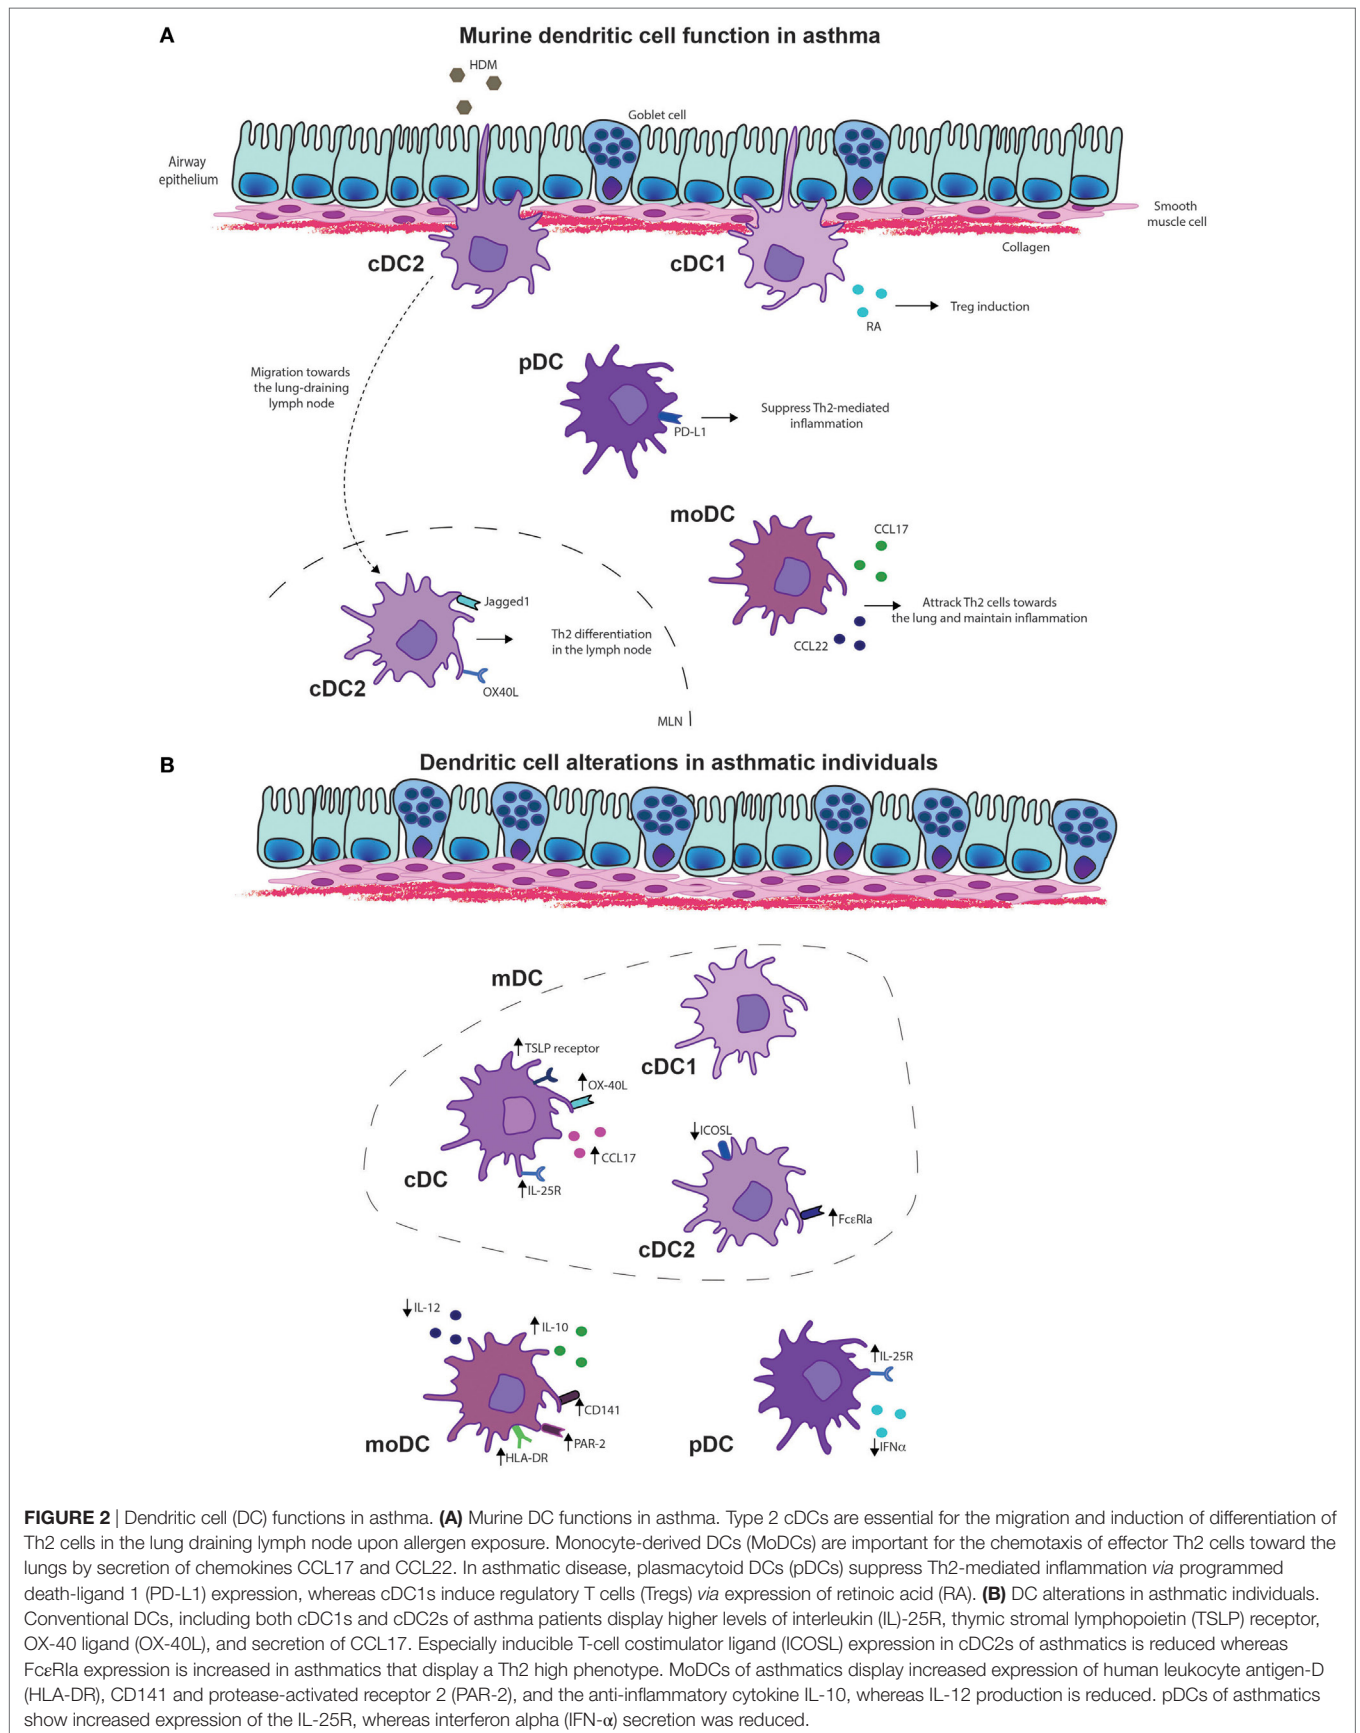 A
Murine dendritic cell function in asthma
HDM
Goblet cell
Airway
epithelium
Smooth
muscle cell
Collagen
cDC2
cDC1
RA
Treg induction
pDC
Migration towards
the lung-draining
lymph node
PD-L1
Suppress Th2-mediated
inflammation
moDC
CCL17
Jagged1
Attrack Th2 cells towards
the lung and maintain inflammation
Th2 differentiation
in the lymph node
CCL22
cDC2
OX40L
MLN
B
Dendritic cell alterations in asthmatic individuals
mDC
TSLP receptor
cDC1
OX-40L
ICOSL
CCL17
cDC
IL-25R
FcεRIa
cDC2
IL-12
IL-10
IL-25R
CD141
moDC
PAR-2
pDC
IFNα
HLA-DR
FIGURE 2 | Dendritic cell (DC) functions in asthma. (A) Murine DC functions in asthma. Type 2 cDCs are essential for the migration and induction of differentiation of
Th2 cells in the lung draining lymph node upon allergen exposure. Monocyte-derived DCs (MoDCs) are important for the chemotaxis of effector Th2 cells toward the
lungs by secretion of chemokines CCL17 and CCL22. In asthmatic disease, plasmacytoid DCs (pDCs) suppress Th2-mediated inflammation via programmed
death-ligand 1 (PD-L1) expression, whereas cDC1s induce regulatory T cells (Tregs) via expression of retinoic acid (RA). (B) DC alterations in asthmatic individuals.
Conventional DCs, including both cDC1s and cDC2s of asthma patients display higher levels of interleukin (IL)-25R, thymic stromal lymphopoietin (TSLP) receptor,
OX-40 ligand (OX-40L), and secretion of CCL17. Especially inducible T-cell costimulator ligand (ICOSL) expression in cDC2s of asthmatics is reduced whereas
FcεRIa expression is increased in asthmatics that display a Th2 high phenotype. MoDCs of asthmatics display increased expression of human leukocyte antigen-D
(HLA-DR), CD141 and protease-activated receptor 2 (PAR-2), and the anti-inflammatory cytokine IL-10, whereas IL-12 production is reduced. pDCs of asthmatics
show increased expression of the IL-25R, whereas interferon alpha (IFN-α) secretion was reduced.